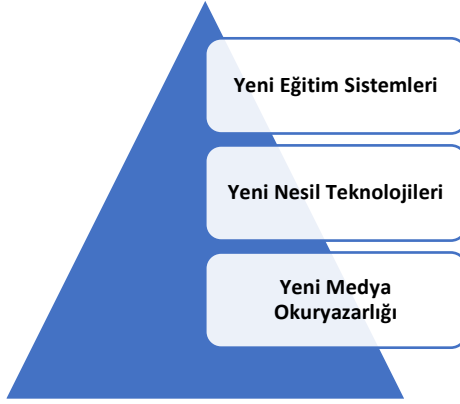 Yeni Eğitim Sistemleri
Yeni Nesil Teknolojileri
Yeni Medya
Okuryazarlığı